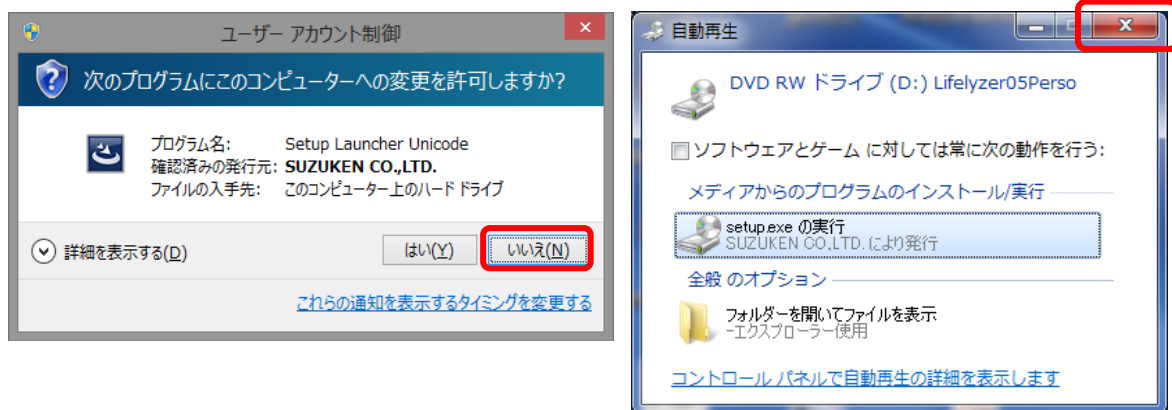 ユーザー アカウント制御
次のプログラムにこのコンピューターへの変更を許可しますか?
プログラム名: Setup Launcher Unicode
確認済みの発行元: SUZUKEN CO.,LTD.
ファイルの入手先: このコンピューター上のハード ドライブ
詳細を表示する(D)
はい(Y)
いいえ(N)
これらの通知を表示するタイミングを変更する
自動再生
DVD RW ドライブ (D:) Lifelyzer05Perso
ソフトウェアとゲーム に対しては常に次の動作を行う:
メディアからのプログラムのインストール/実行
setup.exe の実行
SUZUKEN CO.,LTD. により発行
全般 のオプション
フォルダーを開いてファイルを表示
-エクスプローラー使用
コントロール パネルで自動再生の詳細を表示します